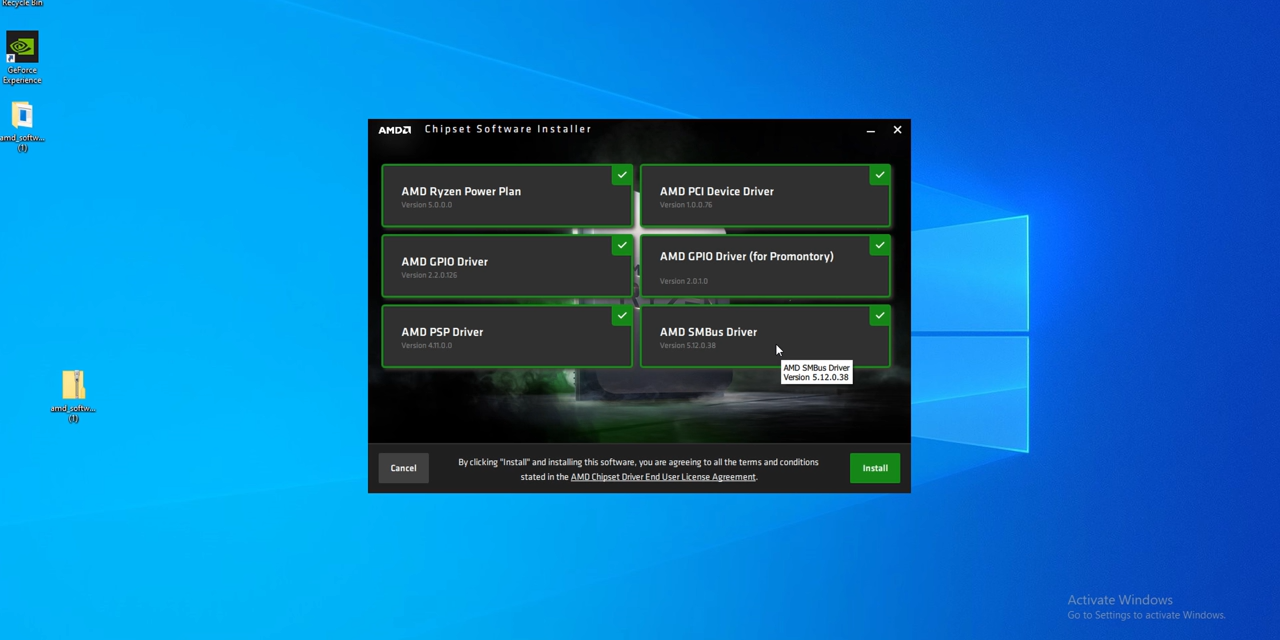 Recycle Bin
GeForce
Experience
amd_softw...
(1)
amd_softw...
(1)
AMD Chipset Software Installer
AMD Ryzen Power Plan
Version 5.0.0.0
AMD PCI Device Driver
Version 1.0.0.76
AMD GPIO Driver
Version 2.2.0.126
AMD GPIO Driver (for Promontory)
Version 2.0.1.0
AMD PSP Driver
Version 4.11.0.0
AMD SMBus Driver
Version 5.12.0.38
AMD SMBus Driver
Version 5.12.0.38
Cancel
By clicking "Install" and installing this software, you are agreeing to all the terms and conditions
stated in the AMD Chipset Driver End User License Agreement.
Install
Activate Windows
Go to Settings to activate Windows.